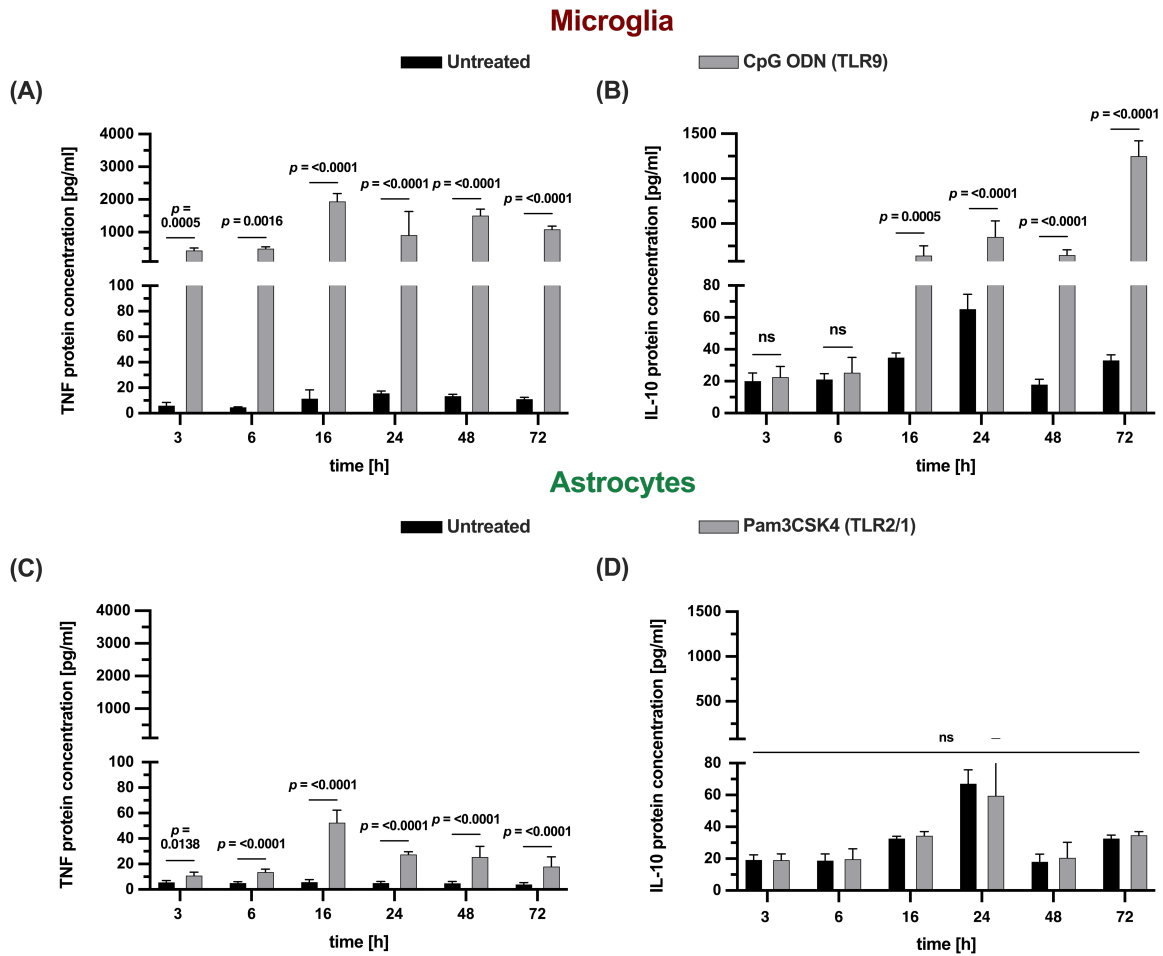 Microglia
Untreated
CpG ODN (TLR9)
(A)
(B)
TNF protein concentration [pg/ml]
4000
3000
2000
1000
100
80
60
40
20
0
p =
0.0005
p = 0.0016
p = <0.0001
p = <0.0001
p = <0.0001
p = <0.0001
3
6
16
24
48
72
time [h]
IL-10 protein concentration [pg/ml]
1500
1000
500
80
60
40
20
0
ns
ns
p = 0.0005
p = <0.0001
p = <0.0001
p = <0.0001
3
6
16
24
48
72
time [h]
Astrocytes
Untreated
Pam3CSK4 (TLR2/1)
(C)
(D)
TNF protein concentration [pg/ml]
4000
3000
2000
1000
100
80
60
40
20
0
p =
0.0138
p = <0.0001
p = <0.0001
p = <0.0001
p = <0.0001
p = <0.0001
3
6
16
24
48
72
time [h]
IL-10 protein concentration [pg/ml]
1500
1000
500
80
60
40
20
0
ns
3
6
16
24
48
72
time [h]